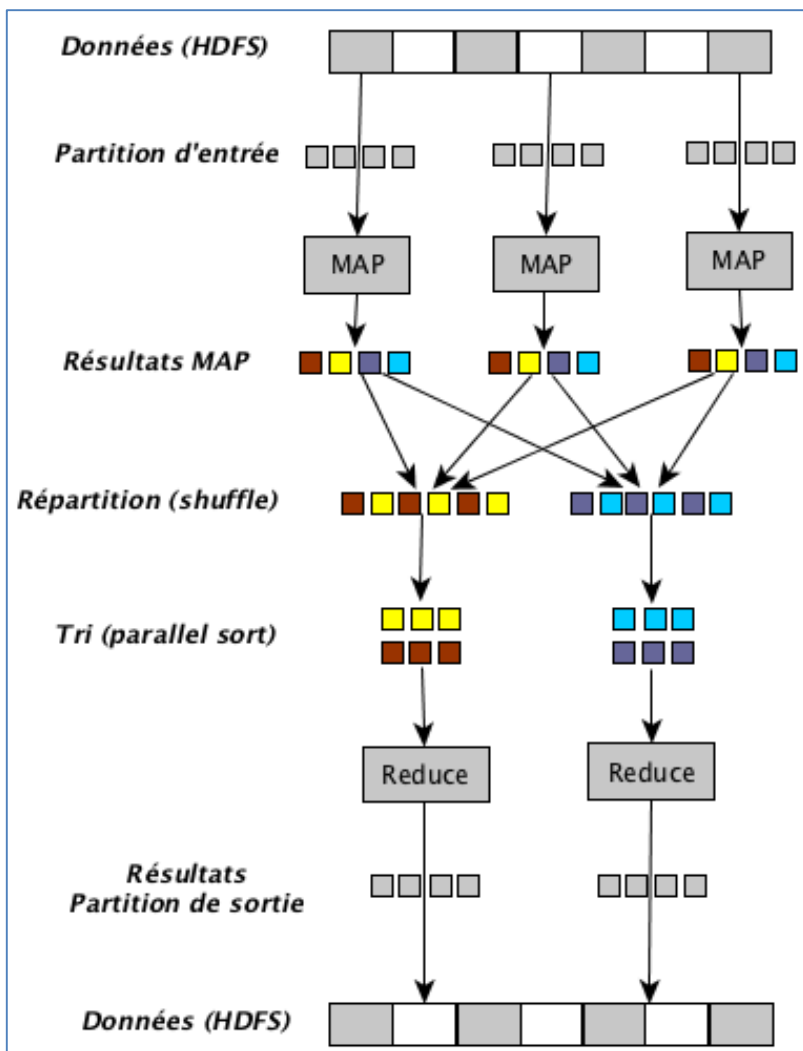 Données (HDFS)
Partition d'entrée
MAP MAP MAP
Résultats MAP
Répartition (shuffle)
Tri (parallel sort)
Reduce Reduce
Résultats
Partition de sortie
Données (HDFS)